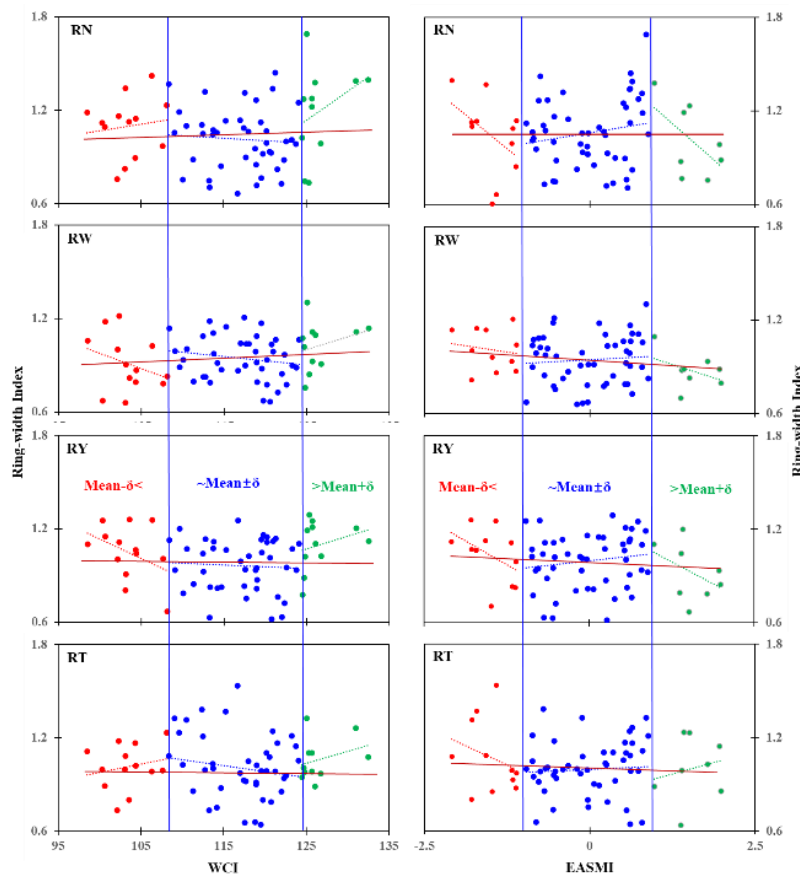 1.8
RN
1.2
0.6
RN
1.8
1.2
0.6
1.8
RW
1.2
0.6
RW
1.8
1.2
0.6
Ring-width Index
Ring-width Index
1.8
RY
Mean-δ<
~Mean±δ
>Mean+δ
1.2
0.6
RY
Mean-δ<
~Mean±δ
>Mean+δ
1.8
1.2
0.6
1.8
RT
1.2
0.6
95
105
115
125
135
WCI
RT
1.8
1.2
0.6
-2.5
0
2.5
EASMI